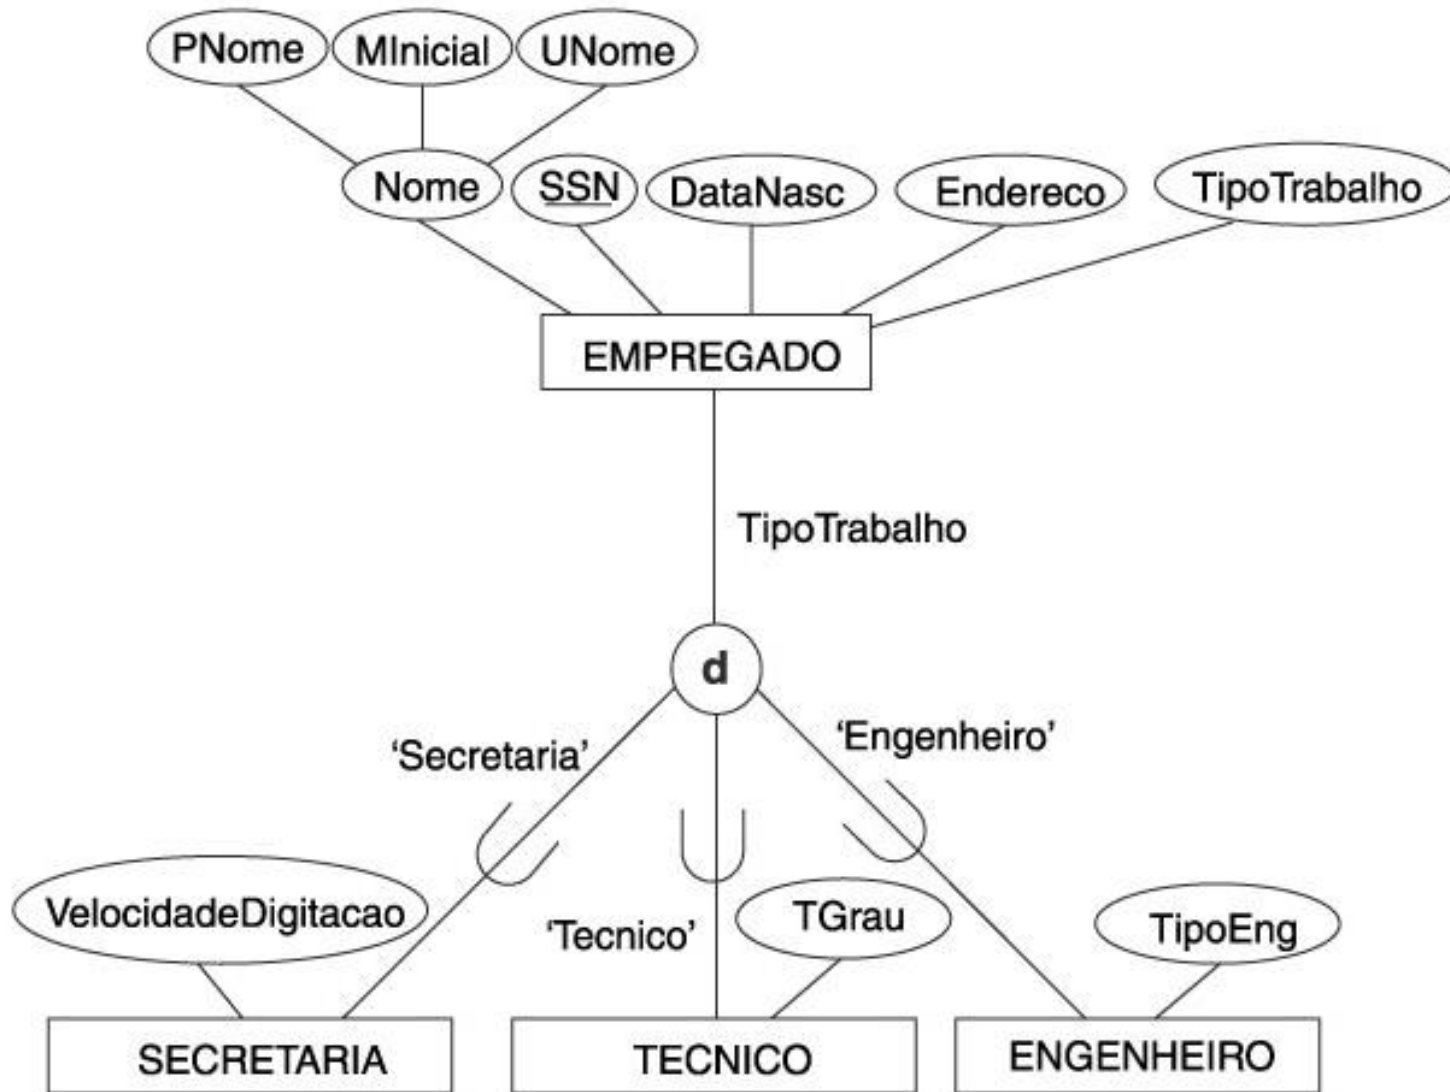 PNome
MInicial
UNome
Nome
SSN
DataNasc
Endereco
TipoTrabalho
EMPREGADO
TipoTrabalho
d
'Secretaria'
'Engenheiro'
'Tecnico'
VelocidadeDigitacao
TGrau
TipoEng
SECRETARIA
TECNICO
ENGENHEIRO